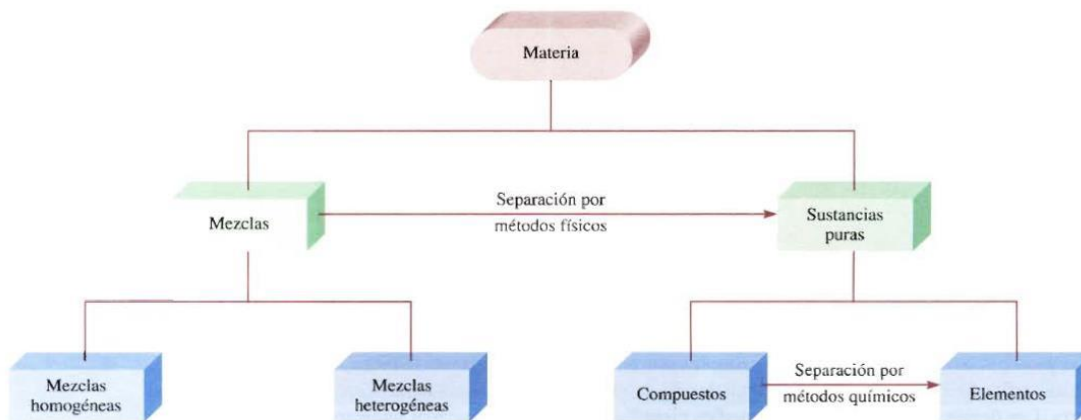 Materia
Mezclas
Separación por
métodos físicos
Sustancias
puras
Mezclas
homogéneas
Mezclas
heterogéneas
Compuestos
Separación por
métodos químicos
Elementos